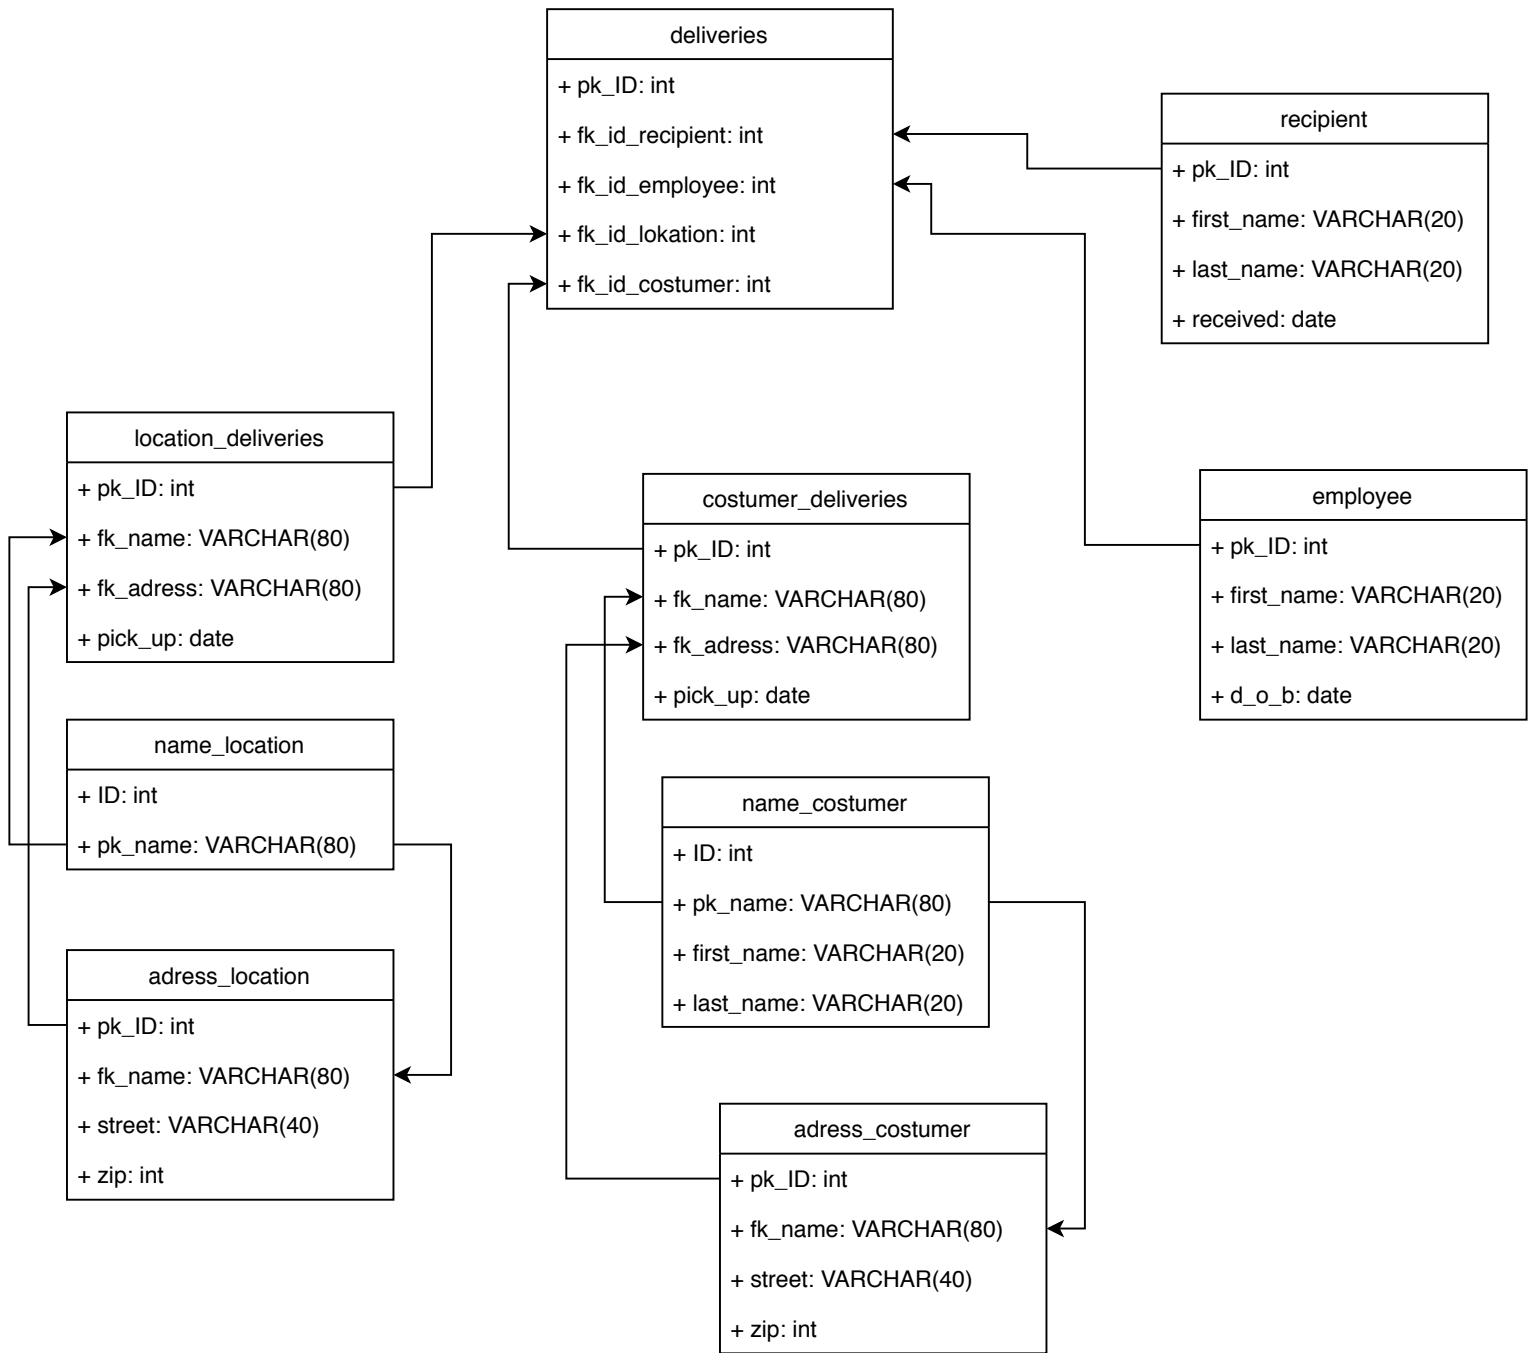 deliveries
+ pk_ID: int
+ fk_id_recipient: int
+ fk_id_employee: int
+ fk_id_lokation: int
+ fk_id_costumer: int
recipient
+ pk_ID: int
+ first_name: VARCHAR(20)
+ last_name: VARCHAR(20)
+ received: date
location_deliveries
+ pk_ID: int
+ fk_name: VARCHAR(80)
+ fk_adress: VARCHAR(80)
+ pick_up: date
costumer_deliveries
+ pk_ID: int
+ fk_name: VARCHAR(80)
+ fk_adress: VARCHAR(80)
+ pick_up: date
employee
+ pk_ID: int
+ first_name: VARCHAR(20)
+ last_name: VARCHAR(20)
+ d_o_b: date
name_location
+ ID: int
+ pk_name: VARCHAR(80)
name_costumer
+ ID: int
+ pk_name: VARCHAR(80)
+ first_name: VARCHAR(20)
+ last_name: VARCHAR(20)
adress_location
+ pk_ID: int
+ fk_name: VARCHAR(80)
+ street: VARCHAR(40)
+ zip: int
adress_costumer
+ pk_ID: int
+ fk_name: VARCHAR(80)
+ street: VARCHAR(40)
+ zip: int